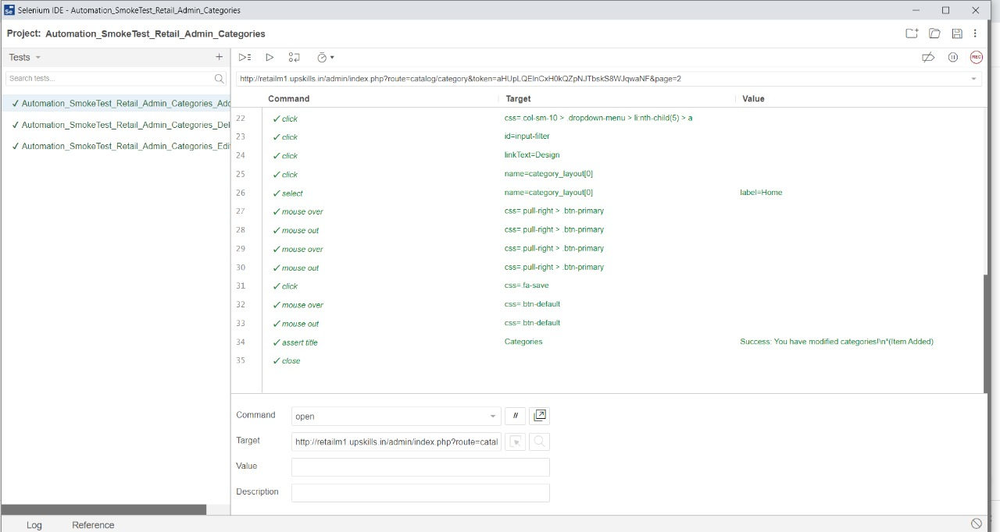 Selenium IDE - Automation_SmokeTest_Retail_Admin_Categories
Project: Automation_SmokeTest_Retail_Admin_Categories
Tests
Search tests...
http://retailm1.upskills.in/admin/index.php?route=catalog/category&token=aHUpLQElnCxH0kQZpNJTbskS8WJqwaNF&page=2
REC
Command Target Value
✓ Automation_SmokeTest_Retail_Admin_Categories_Add
✓ Automation_SmokeTest_Retail_Admin_Categories_Del
✓ Automation_SmokeTest_Retail_Admin_Categories_Edi
22 ✓ click css=.col-sm-10 > .dropdown-menu > li:nth-child(5) > a
23 ✓ click id=input-filter
24 ✓ click linkText=Design
25 ✓ click name=category_layout[0]
26 ✓ select name=category_layout[0] label=Home
27 ✓ mouse over css=.pull-right > .btn-primary
28 ✓ mouse out css=.pull-right > .btn-primary
29 ✓ mouse over css=.pull-right > .btn-primary
30 ✓ mouse out css=.pull-right > .btn-primary
31 ✓ click css=.fa-save
32 ✓ mouse over css=.btn-default
33 ✓ mouse out css=.btn-default
34 ✓ assert title Categories Success: You have modified categories!\n*(Item Added)
35 ✓ close
Command open //
Target http://retailm1.upskills.in/admin/index.php?route=catal
Value
Description
Log Reference